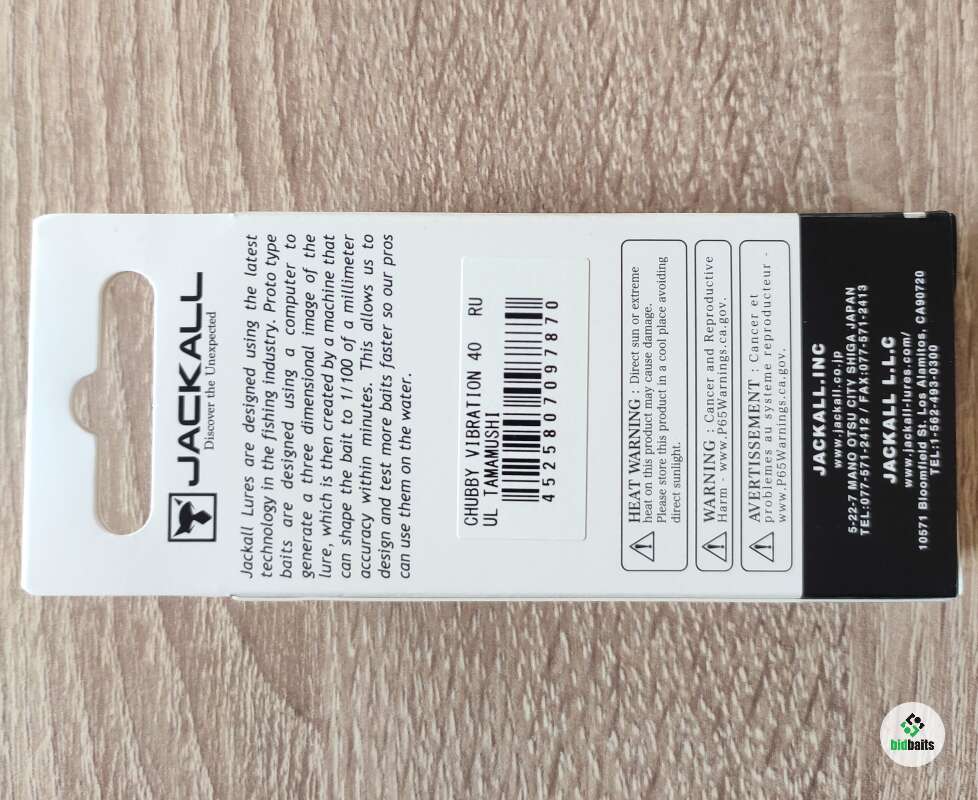 JACKALL
Discover the Unexpected
Jackall Lures are designed using the latest
technology in the fishing industry. Proto type
baits are designed using a computer to
generate a three dimensional image of the
lure, which is then created by a machine that
can shape the bait to 1/100 of a millimeter
accuracy within minutes. This allows us to
design and test more baits faster so our pros
can use them on the water.
CHUBBY VIBRATION 40 RU
UL TAMAMUSHI
4525807097870
HEAT WARNING : Direct sun or extreme
heat on this product may cause damage.
Please store this product in a cool place avoiding
direct sunlight.
WARNING : Cancer and Reproductive
Harm - www.P65Warnings.ca.gov.
AVERTISSEMENT : Cancer et
problemes au systeme reproducteur -
www.P65Warnings.ca.gov.
JACKALL.INC
www.jackall.co.jp
5-22-7 MANO OTSU CITY SHIGA JAPAN
TEL:077-571-2412 / FAX:077-571-2413
JACKALL L.L.C
www.jackall-lures.com/
10571 Bloomfield St. Los Alamitos, CA90720
TEL:1-562-493-0300
bidbaits